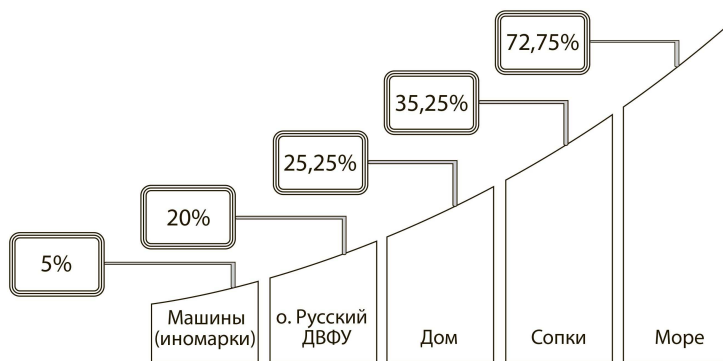 72,75%
35,25%
25,25%
20%
5%
Машины
(иномарки)
о. Русский
ДВФУ
Дом
Сопки
Море